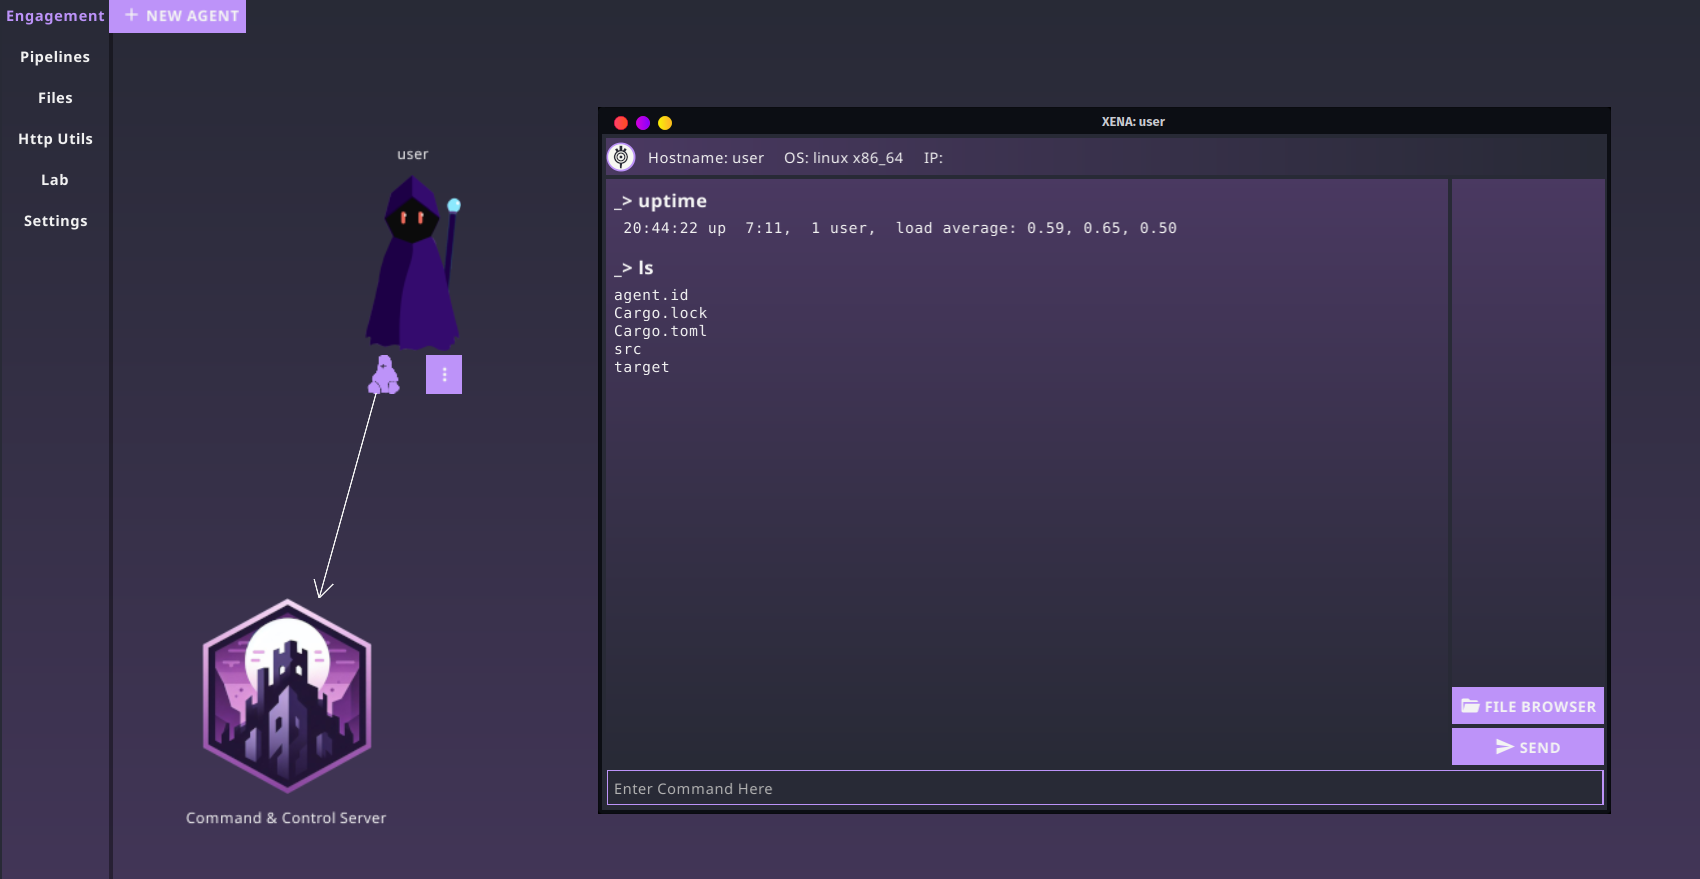 Engagement
+ NEW AGENT
Pipelines
Files
Http Utils
Lab
Settings
user
Command & Control Server
XENA: user
Hostname: user OS: linux x86_64 IP:
_> uptime
20:44:22 up  7:11,  1 user,  load average: 0.59, 0.65, 0.50
_> ls
agent.id
Cargo.lock
Cargo.toml
src
target
FILE BROWSER
SEND
Enter Command Here